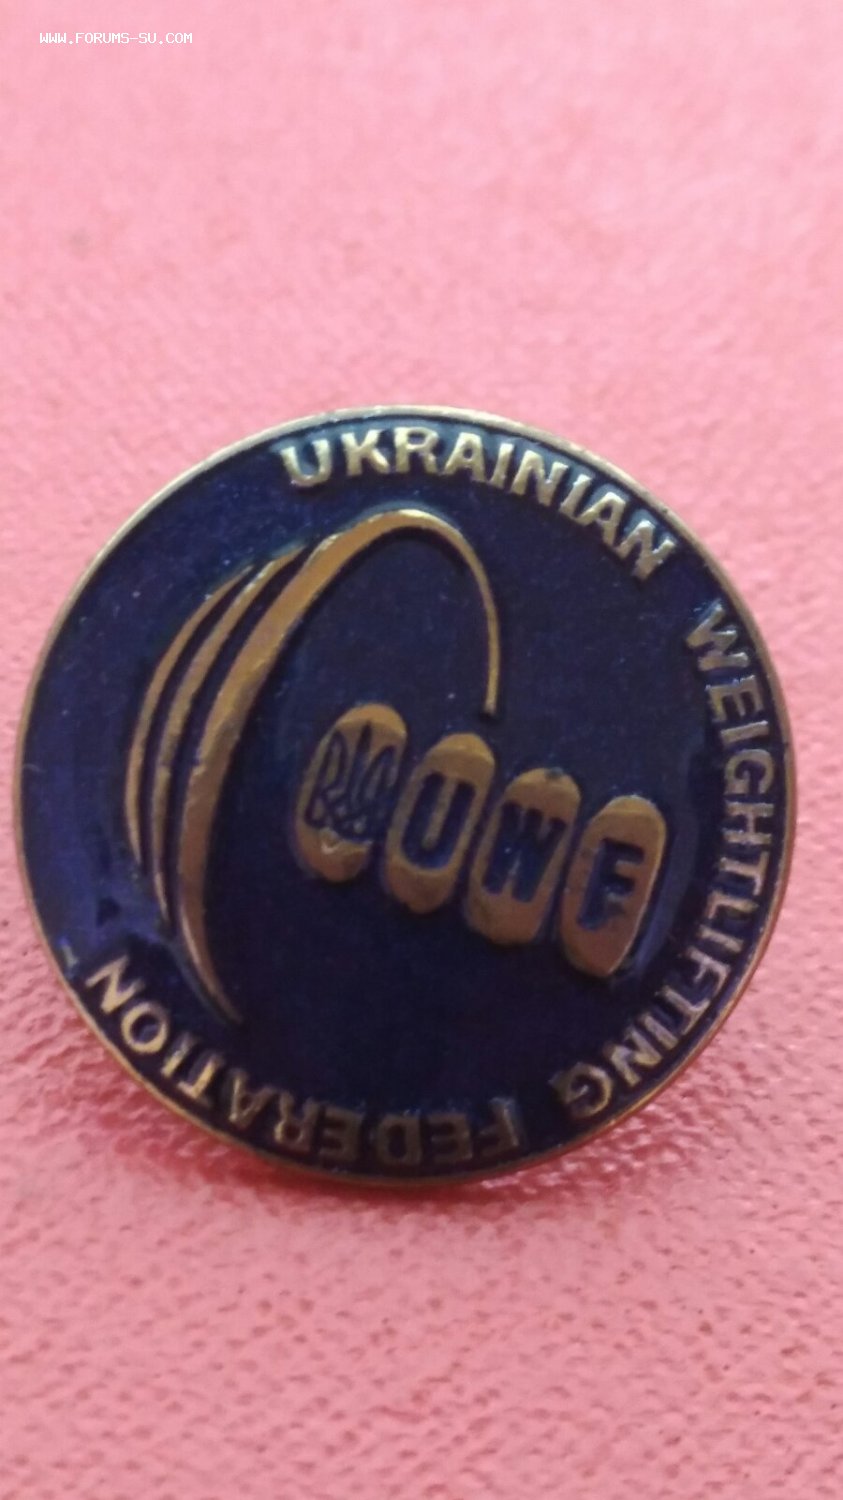 WWW.FORUMS-SU.COM
UKRAINIAN WEIGHTLIFTING FEDERATION
UWF